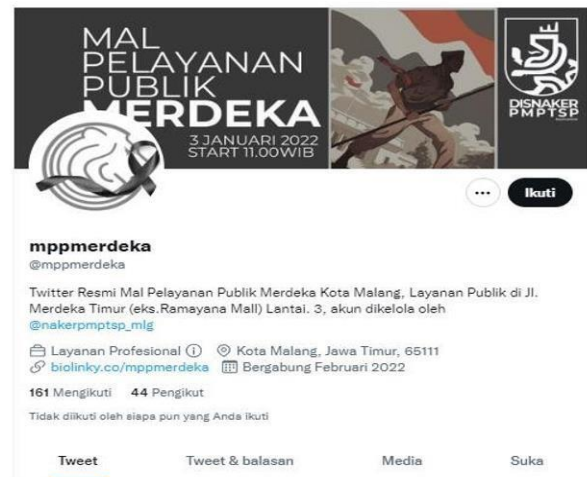 MAL
PELAYANAN
PUBLIK
MERDEKA
3 JANUARI 2022
START 11.00WIB
DISNAKER
PMPTSP
Ikuti
mppmerdeka
@mppmerdeka
Twitter Resmi Mal Pelayanan Publik Merdeka Kota Malang, Layanan Publik di Jl.
Merdeka Timur (eks.Ramayana Mall) Lantai. 3, akun dikelola oleh
@nakerpmptsp_mlg
Layanan Profesional Kota Malang, Jawa Timur, 65111
biolinky.co/mppmerdeka Bergabung Februari 2022
161 Mengikuti 44 Pengikut
Tidak diikuti oleh siapa pun yang Anda ikuti
Tweet Tweet & balasan Media Suka